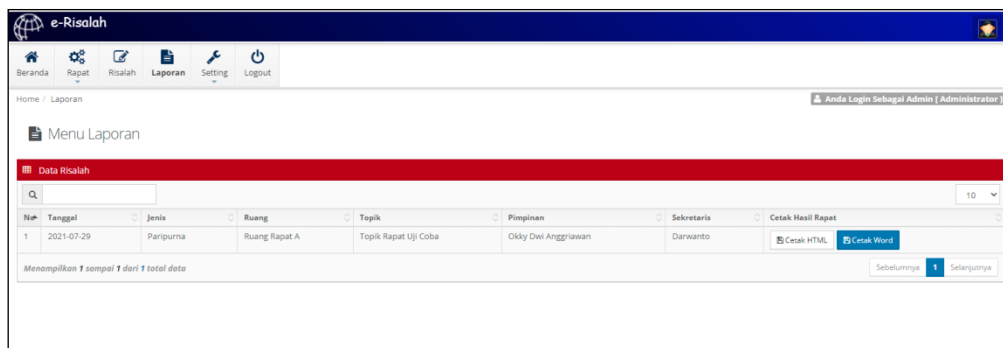 e-Risalah
Beranda Rapat Risalah Laporan Setting Logout
Home / Laporan
Anda Login Sebagai Admin [ Administrator ]
Menu Laporan
Data Risalah
10
No Tanggal Jenis Ruang Topik Pimpinan Sekretaris Cetak Hasil Rapat
1 2021-07-29 Paripurna Ruang Rapat A Topik Rapat Uji Coba Okky Dwi Anggriawan Darwanto Cetak HTML Cetak Word
Menampilkan 1 sampai 1 dari 1 total data
Sebelumnya 1 Selanjutnya